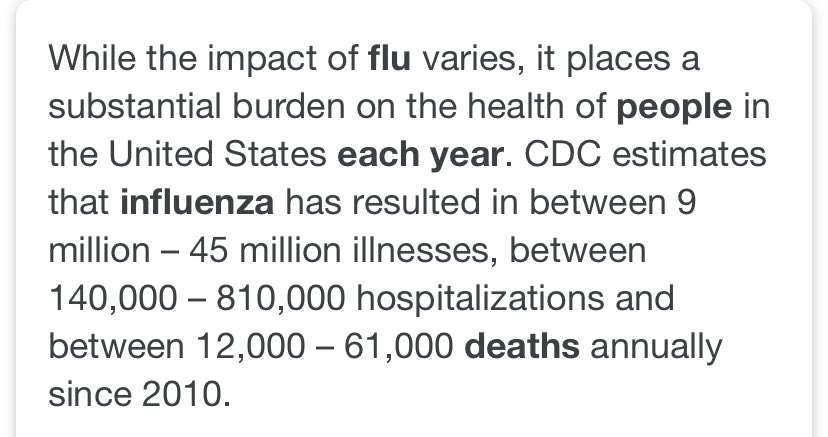 While the impact of flu varies, it places a
substantial burden on the health of people in
the United States each year. CDC estimates
that influenza has resulted in between 9
million – 45 million illnesses, between
140,000 – 810,000 hospitalizations and
between 12,000 – 61,000 deaths annually
since 2010.